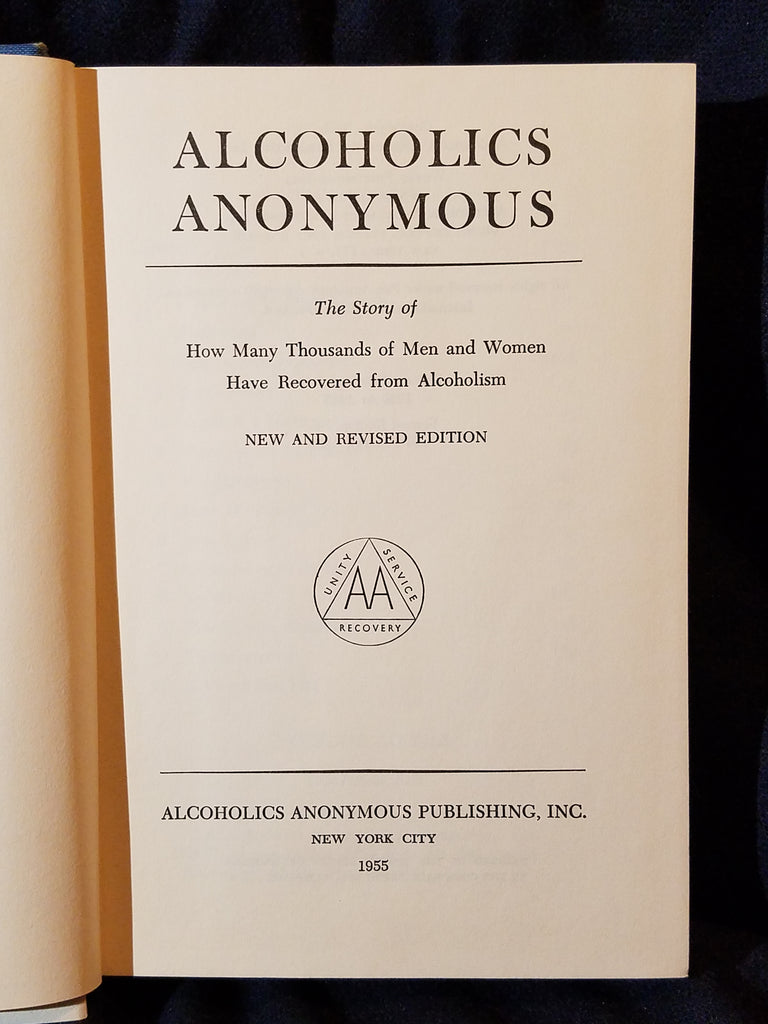 ALCOHOLICS
ANONYMOUS
The Story of
How Many Thousands of Men and Women
Have Recovered from Alcoholism
NEW AND REVISED EDITION
UNITY
SERVICE
AA
RECOVERY
ALCOHOLICS ANONYMOUS PUBLISHING, INC.
NEW YORK CITY
1955